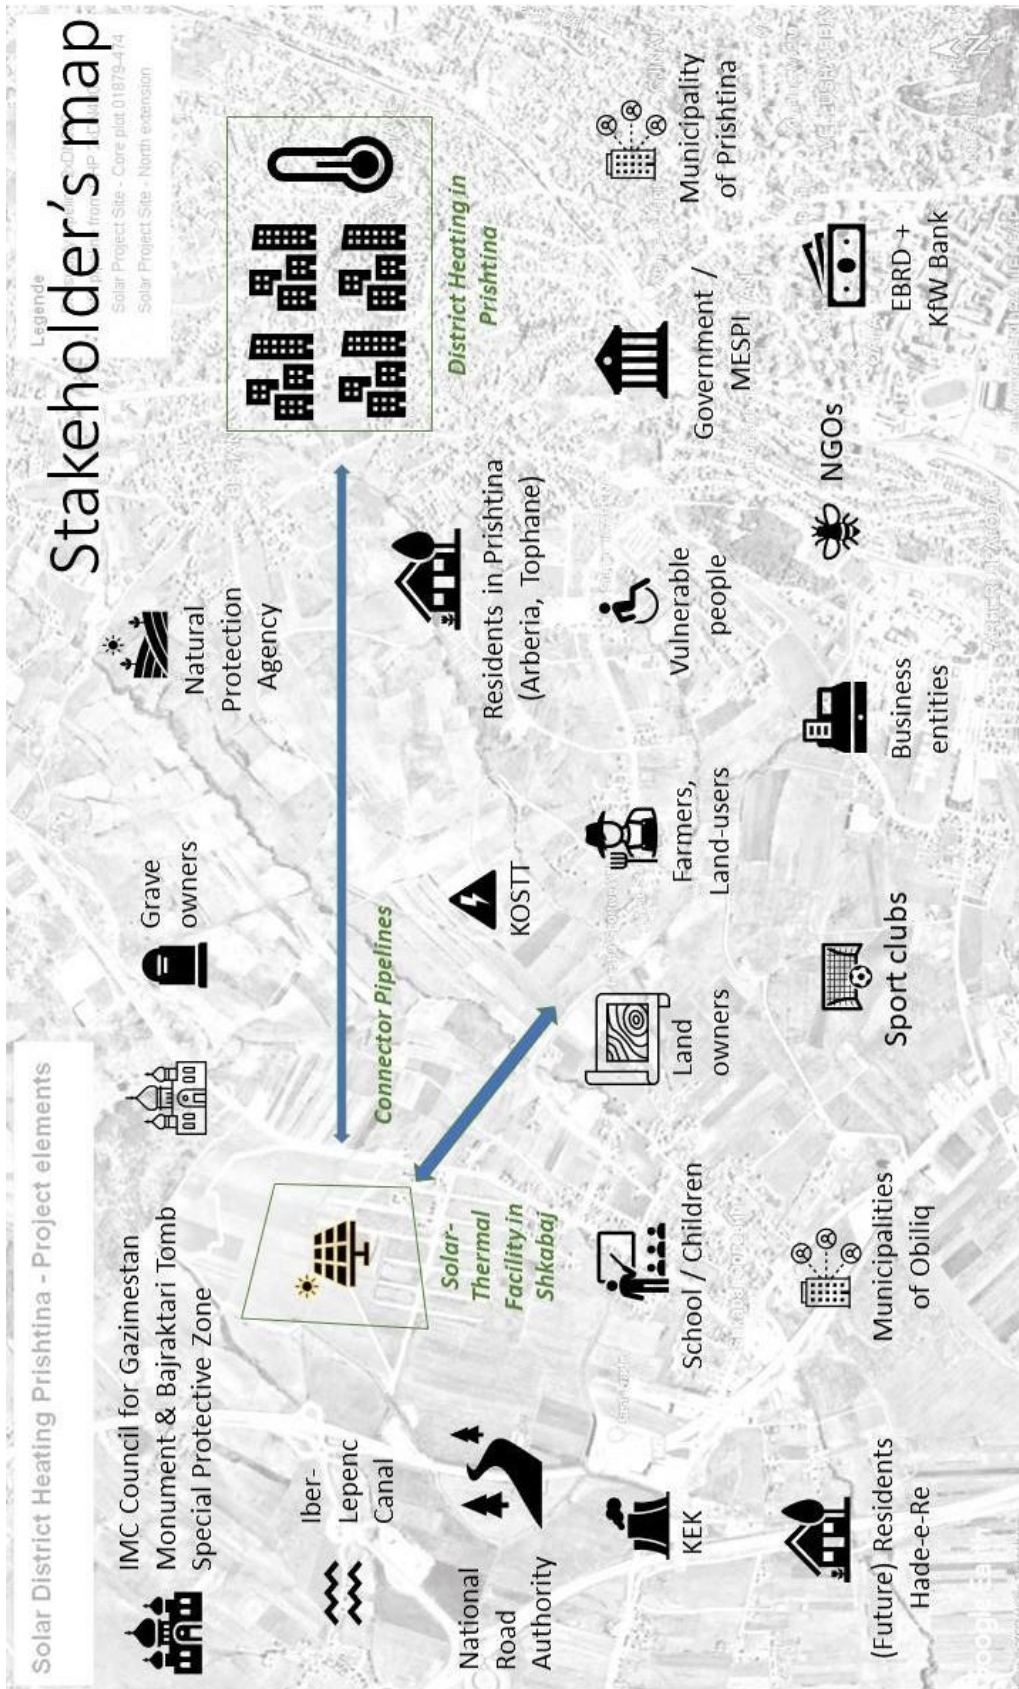 Solar District Heating Prishtina - Project elements
Stakeholder's map
Legends
Solar Project Site - Core plot 01879-474
Solar Project Site - North extension
IMC Council for Gazimestan
Monument & Bajraktari Tomb
Special Protective Zone
Grave
owners
Natural
Protection
Agency
Iber-
Lepenc
Canal
Connector Pipelines
District Heating in
Prishtina
Solar-
Thermal
Facility in
Shkabaj
National
Road
Authority
KOSTT
Residents in Prishtina
(Arberia, Tophane)
KEK
School / Children
Land
owners
Farmers,
Land-users
Vulnerable
people
Government /
MESPI
Municipality
of Prishtina
(Future) Residents
Hade-e-Re
Municipalities
of Obiliq
Sport clubs
Business
entities
NGOs
EBRD +
KfW Bank
N